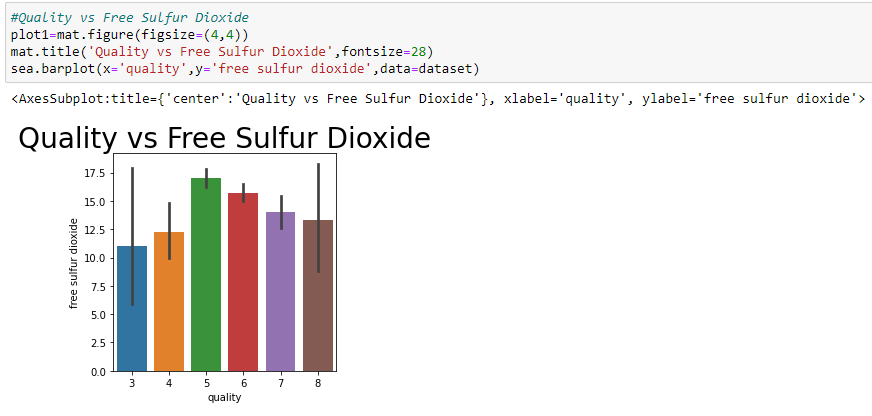 #Quality vs Free Sulfur Dioxide
plot1=mat.figure(figsize=(4,4))
mat.title('Quality vs Free Sulfur Dioxide',fontsize=28)
sea.barplot(x='quality',y='free sulfur dioxide',data=dataset)
<AxesSubplot:title={'center':'Quality vs Free Sulfur Dioxide'}, xlabel='quality', ylabel='free sulfur dioxide'>
Quality vs Free Sulfur Dioxide
free sulfur dioxide
17.5
15.0
12.5
10.0
7.5
5.0
2.5
0.0
3 4 5 6 7 8
quality